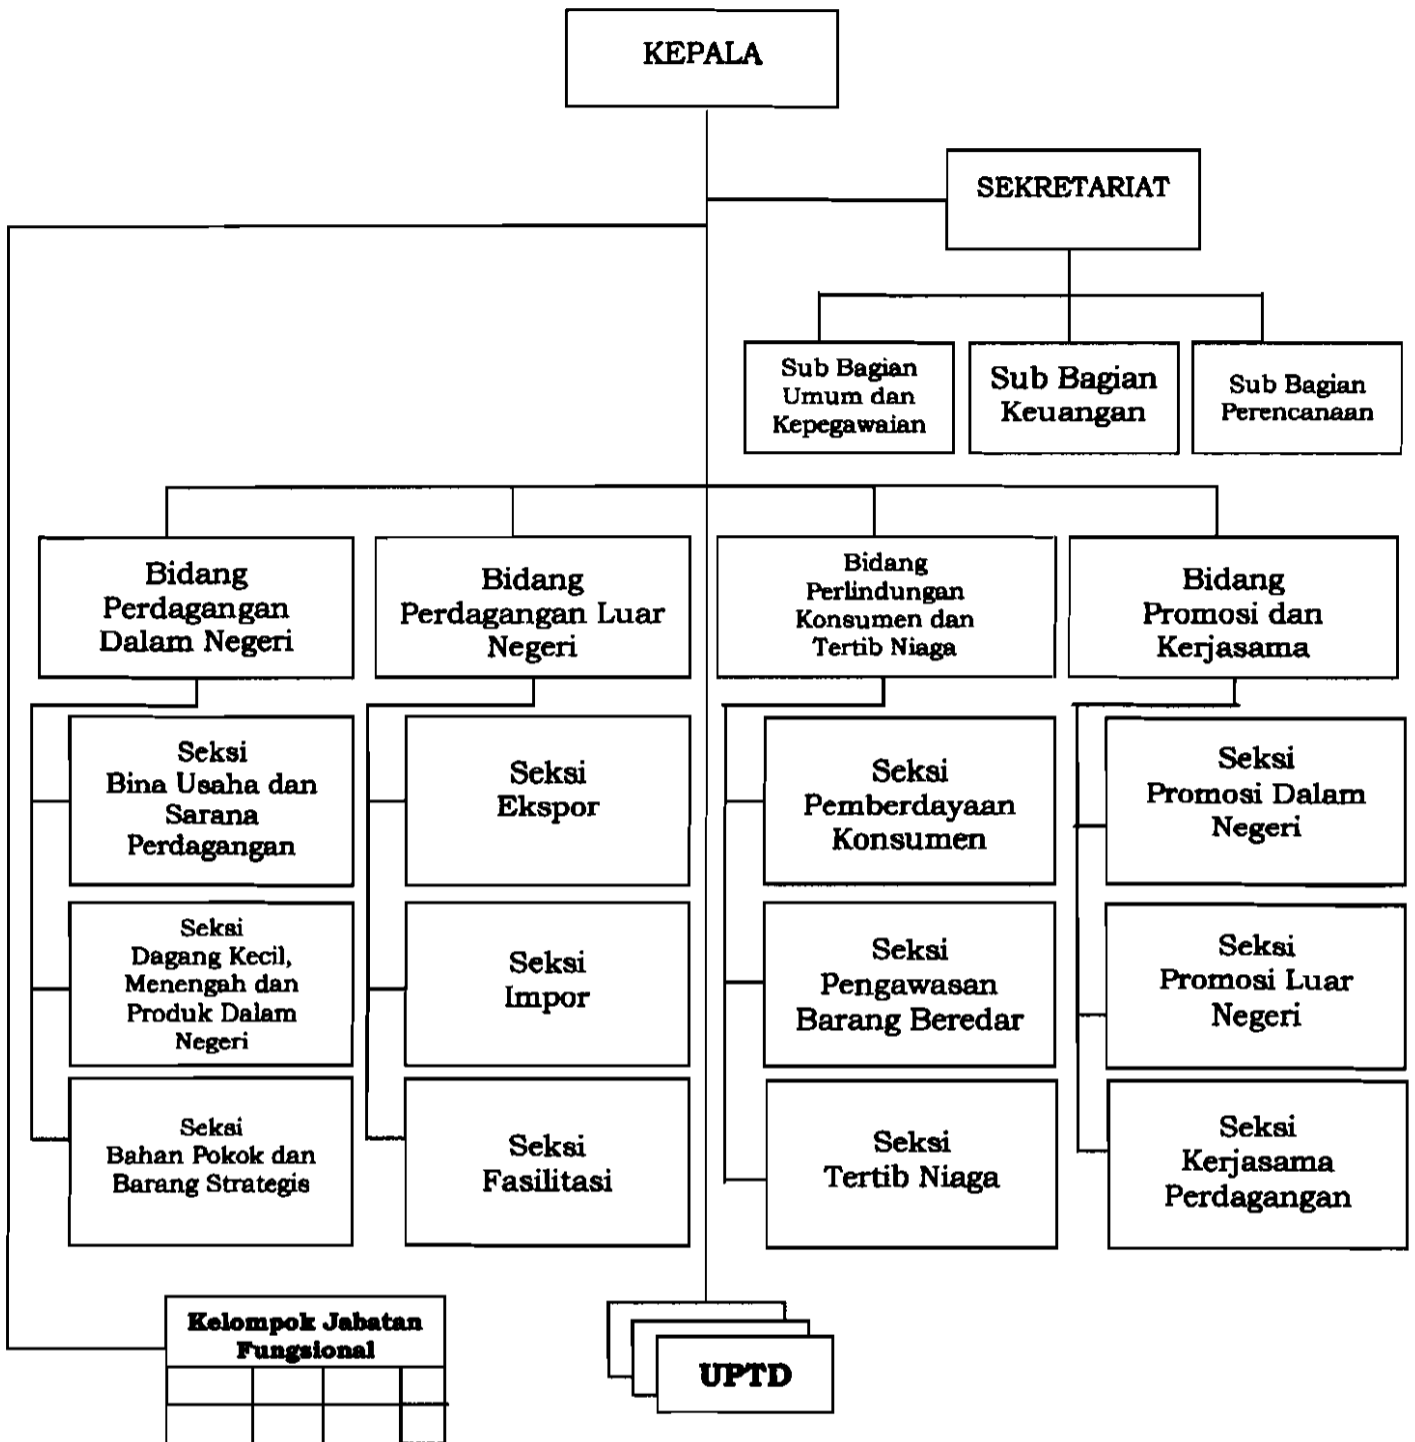 KEPALA
SEKRETARIAT
Sub Bagian
Umum dan
Kepegawaian
Sub Bagian
Keuangan
Sub Bagian
Perencanaan
Bidang
Perdagangan
Dalam Negeri
Bidang
Perdagangan Luar
Negeri
Bidang
Perlindungan
Konsumen dan
Tertib Niaga
Bidang
Promosi dan
Kerjasama
Seksi
Bina Usaha dan
Sarana
Perdagangan
Seksi
Ekspor
Seksi
Pemberdayaan
Konsumen
Seksi
Promosi Dalam
Negeri
Seksi
Dagang Kecil,
Menengah dan
Produk Dalam
Negeri
Seksi
Impor
Seksi
Pengawasan
Barang Beredar
Seksi
Promosi Luar
Negeri
Seksi
Bahan Pokok dan
Barang Strategis
Seksi
Fasilitasi
Seksi
Tertib Niaga
Seksi
Kerjasama
Perdagangan
Kelompok Jabatan
Fungsional
UPTD